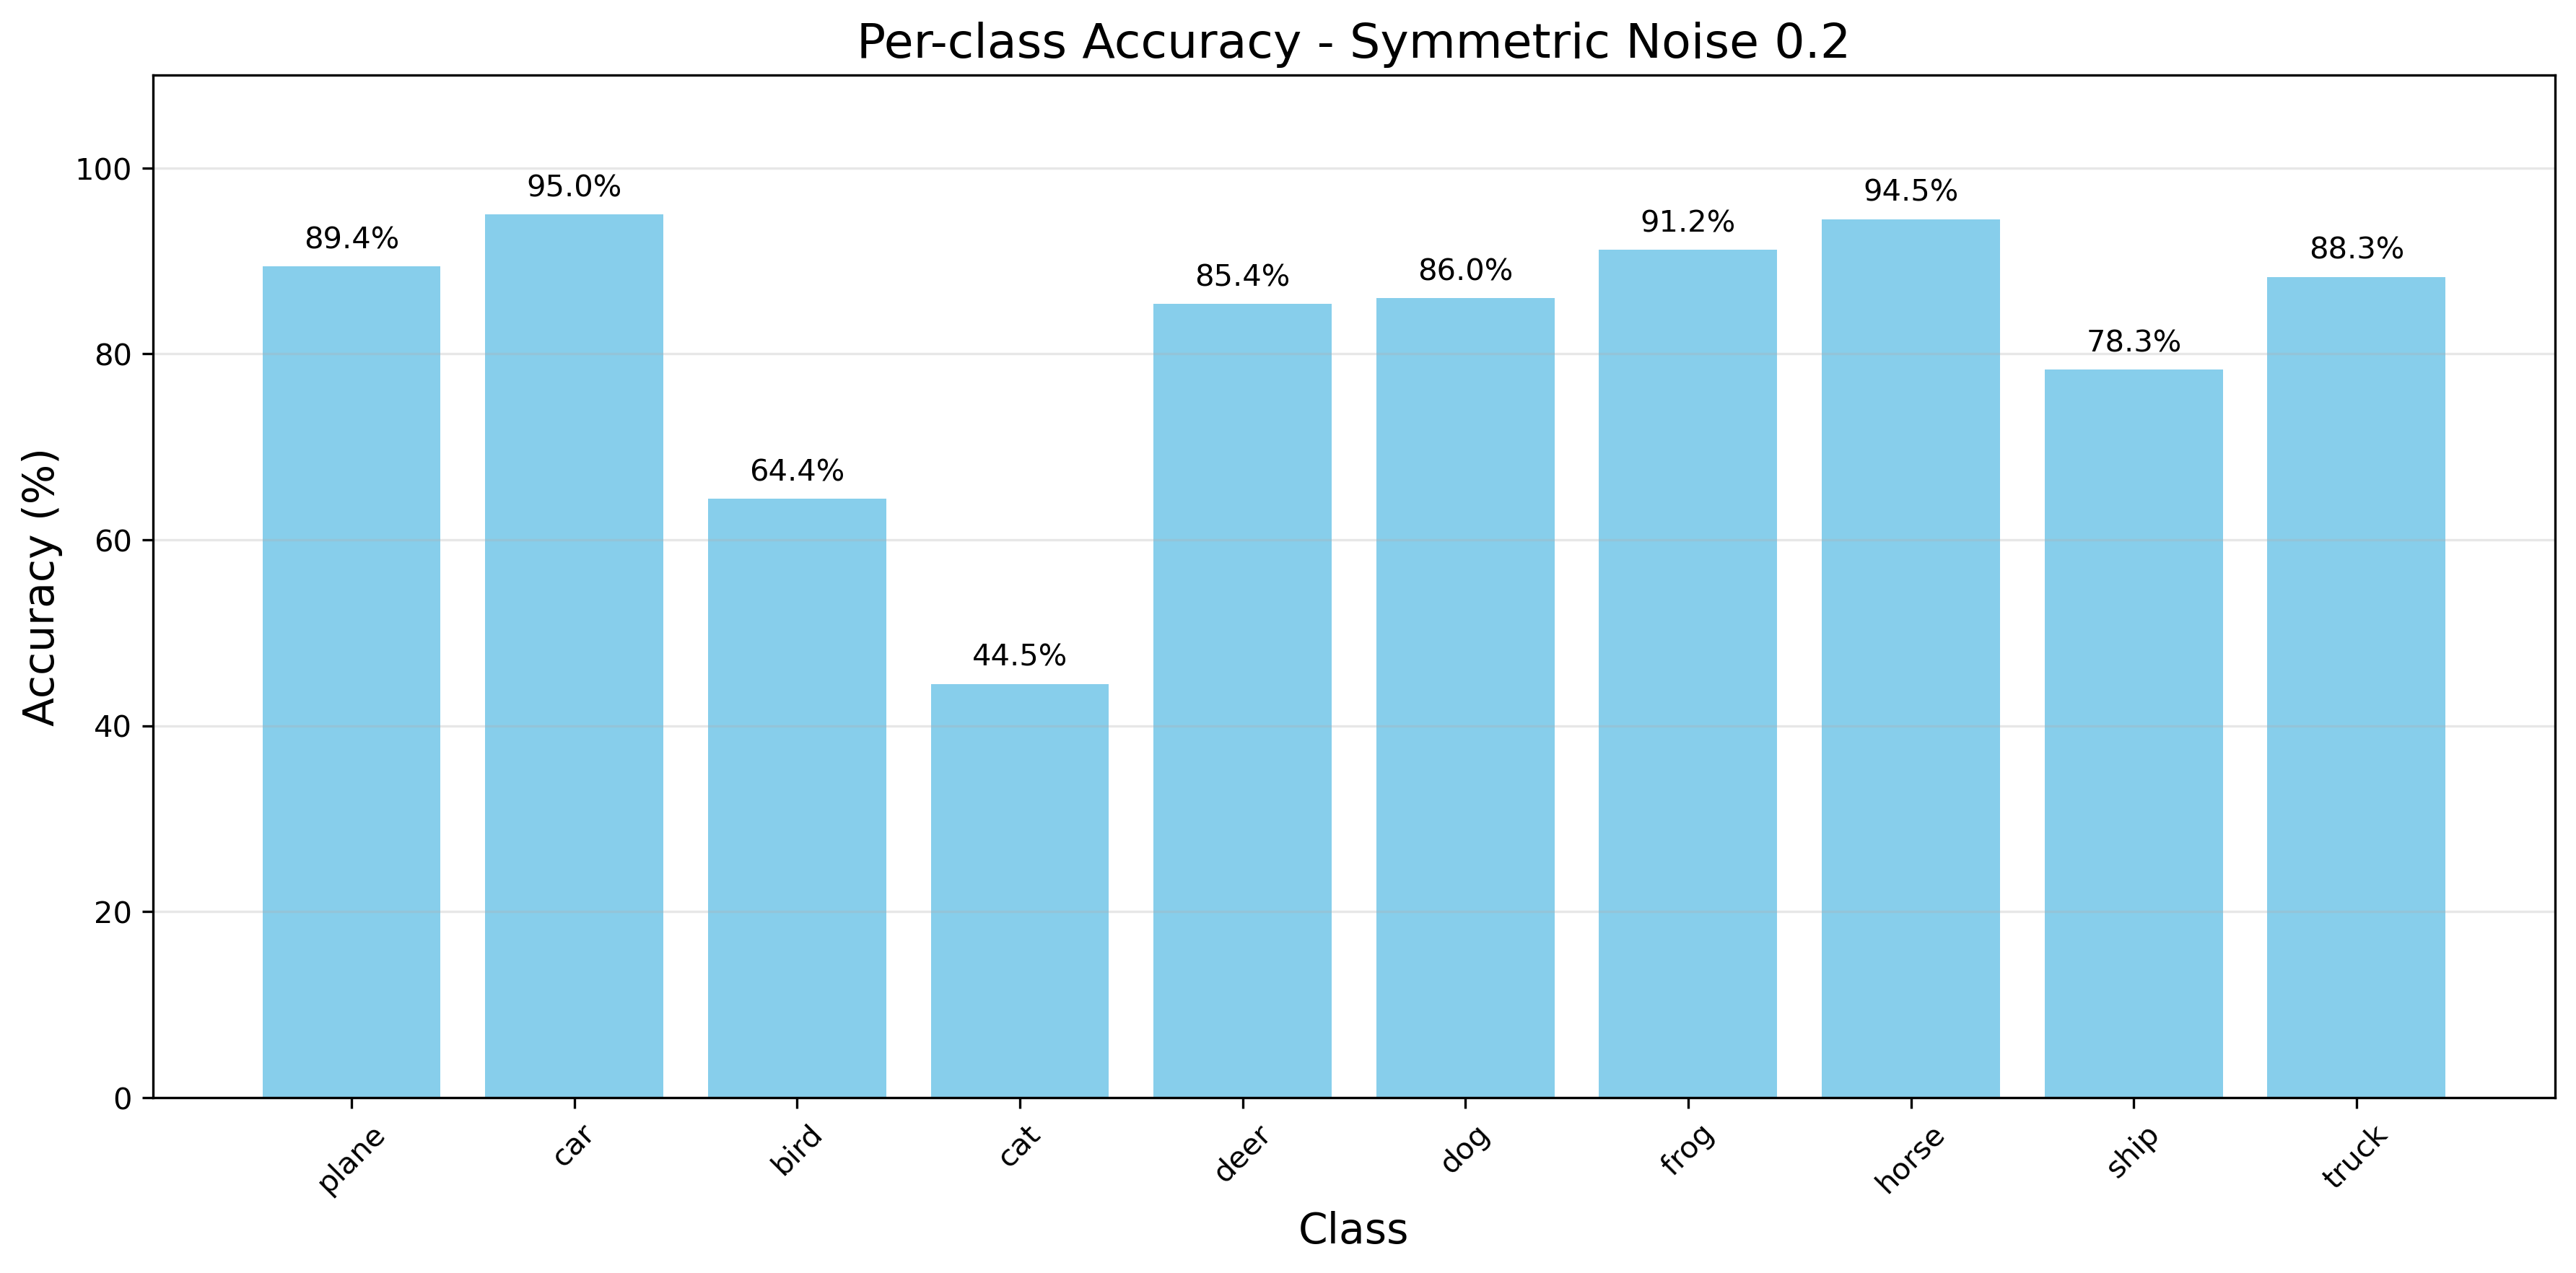 Per-class Accuracy - Symmetric Noise 0.2
Accuracy (%)
100
80
60
40
20
0
89.4%
95.0%
64.4%
44.5%
85.4%
86.0%
91.2%
94.5%
78.3%
88.3%
plane
car
bird
cat
deer
dog
frog
horse
ship
truck
Class